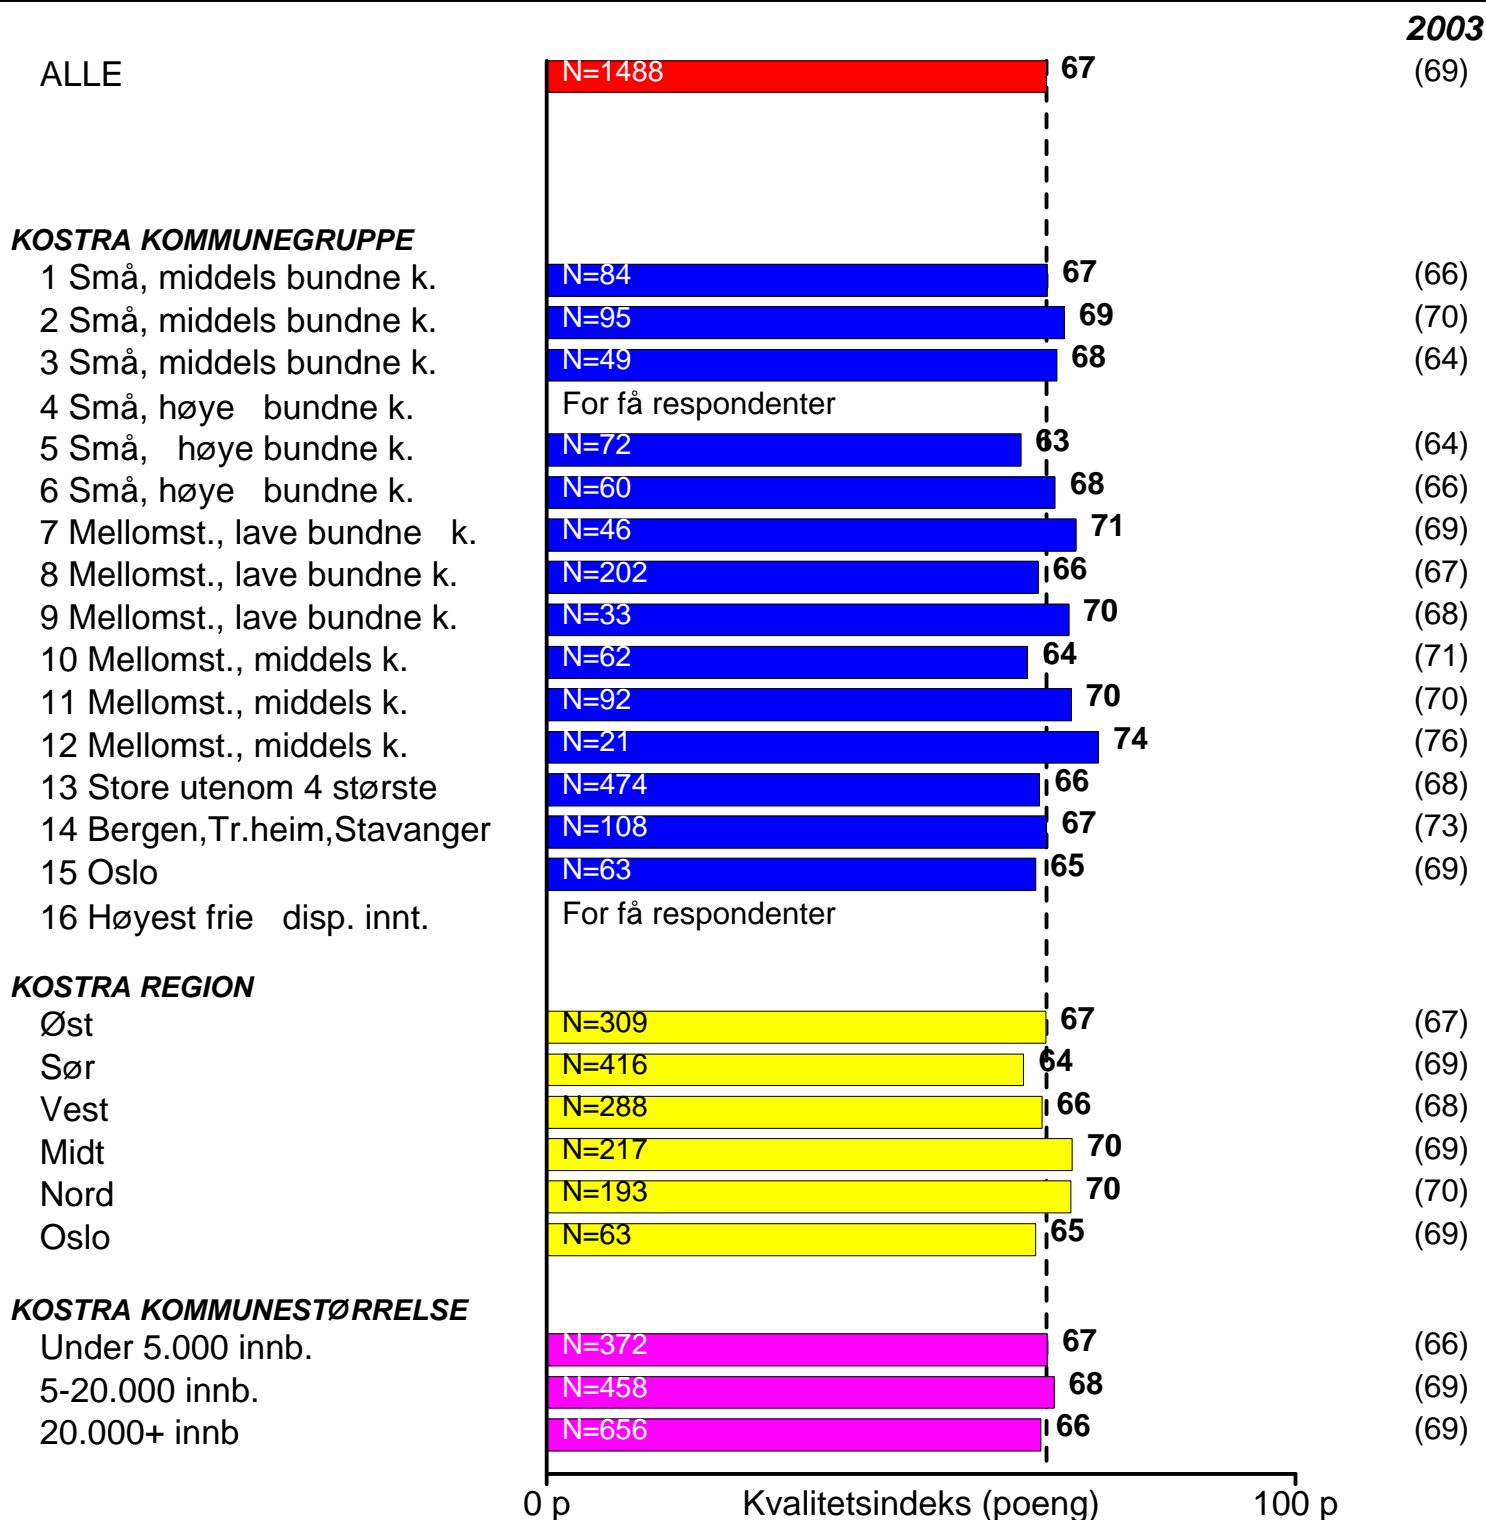 2003
ALLE N=1488 67 (69)
KOSTRA KOMMUNEGRUPPE
1 Små, middels bundne k. N=84 67 (66)
2 Små, middels bundne k. N=95 69 (70)
3 Små, middels bundne k. N=49 68 (64)
4 Små, høye bundne k. For få respondenter
5 Små, høye bundne k. N=72 63 (64)
6 Små, høye bundne k. N=60 68 (66)
7 Mellomst., lave bundne k. N=46 71 (69)
8 Mellomst., lave bundne k. N=202 66 (67)
9 Mellomst., lave bundne k. N=33 70 (68)
10 Mellomst., middels k. N=62 64 (71)
11 Mellomst., middels k. N=92 70 (70)
12 Mellomst., middels k. N=21 74 (76)
13 Store utenom 4 største N=474 66 (68)
14 Bergen,Tr.heim,Stavanger N=108 67 (73)
15 Oslo N=63 65 (69)
16 Høyest frie disp. innt. For få respondenter
KOSTRA REGION
Øst N=309 67 (67)
Sør N=416 64 (69)
Vest N=288 66 (68)
Midt N=217 70 (69)
Nord N=193 70 (70)
Oslo N=63 65 (69)
KOSTRA KOMMUNESTØRRELSE
Under 5.000 innb. N=372 67 (66)
5-20.000 innb. N=458 68 (69)
20.000+ innb N=656 66 (69)
0 p Kvalitetsindeks (poeng) 100 p